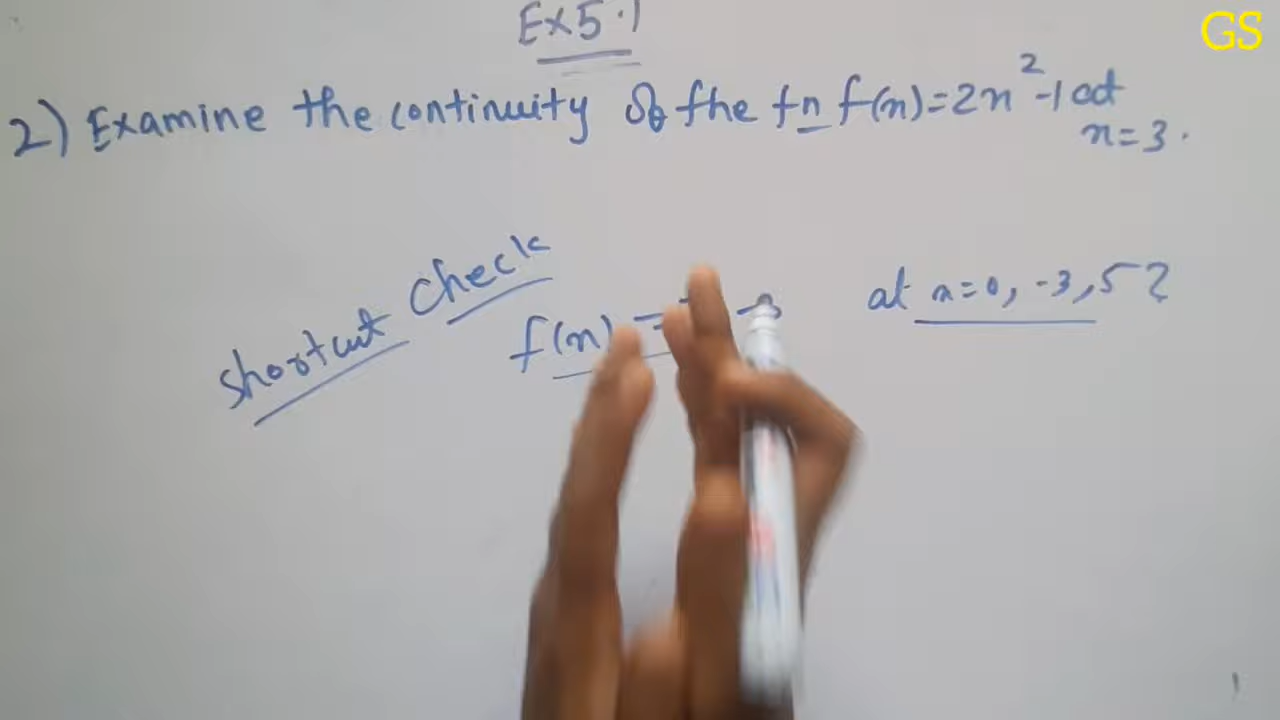 Ex 5.1
GS
2) Examine the continuity of the fn f(x)=2x²-1 at
x=3.
shortcut check
f(x) =
at x=0, -3, 5?